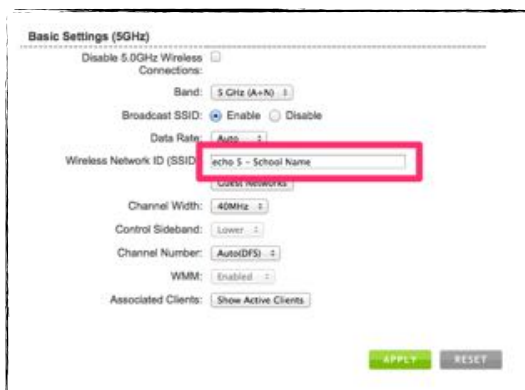 Basic Settings (5GHz)
Disable 5.0GHz Wireless
Connections:
Band: 5 GHz (A+N)
Broadcast SSID: Enable Disable
Data Rate: Auto
Wireless Network ID (SSID echo 5 - School Name
Guest Networks
Channel Width: 40MHz
Control Sideband: Lower
Channel Number: Auto(DFS)
WMM: Enabled
Associated Clients: Show Active Clients
APPLY RESET